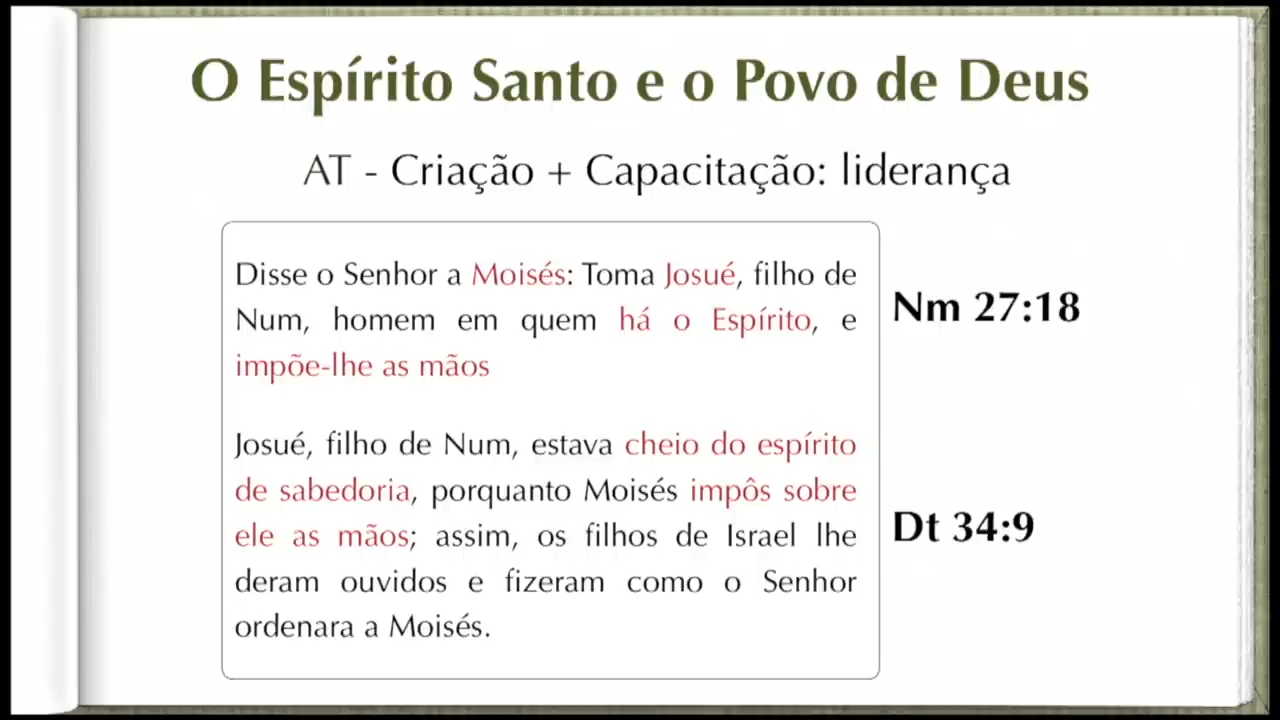 O Espírito Santo e o Povo de Deus
AT - Criação + Capacitação: liderança
Disse o Senhor a Moisés: Toma Josué, filho de
Num, homem em quem há o Espírito, e
impõe-lhe as mãos
Nm 27:18
Josué, filho de Num, estava cheio do espírito
de sabedoria, porquanto Moisés impôs sobre
ele as mãos; assim, os filhos de Israel lhe
deram ouvidos e fizeram como o Senhor
ordenara a Moisés.
Dt 34:9